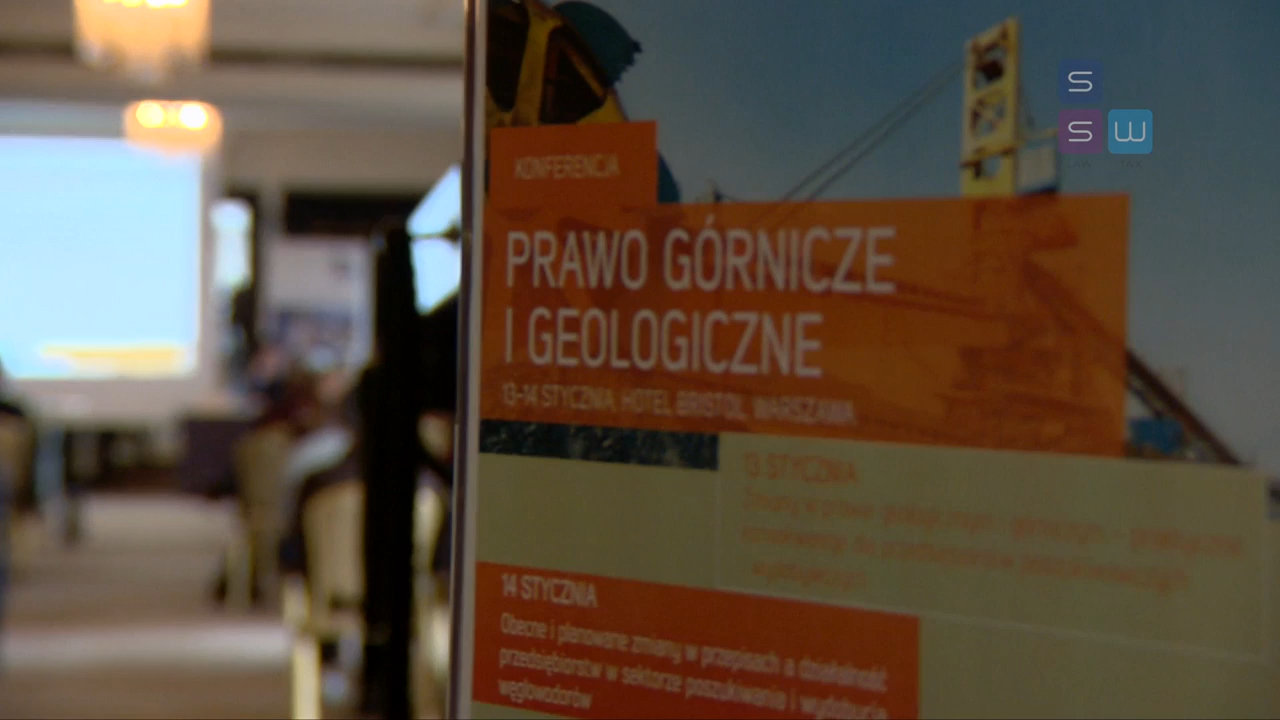 S
S W
KONFERENCJA
PRAWO GÓRNICZE
I GEOLOGICZNE
13-14 STYCZNIA, HOTEL BRISTOL, WARSZAWA
13 STYCZNIA
14 STYCZNIA
Obecne i planowane zmiany w przepisach a działalność
przedsiębiorstw w sektorze poszukiwania i wydobycia
węglowodorów